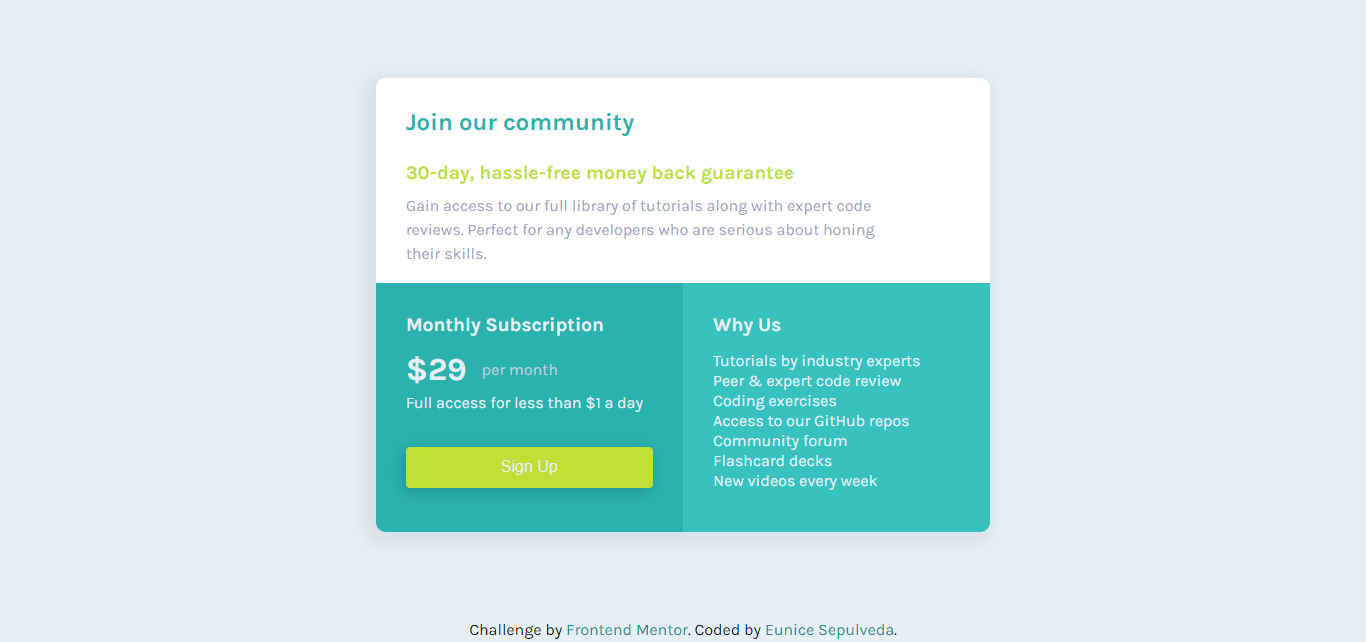 Join our community
30-day, hassle-free money back guarantee
Gain access to our full library of tutorials along with expert code
reviews. Perfect for any developers who are serious about honing
their skills.
Monthly Subscription
$29 per month
Full access for less than $1 a day
Sign Up
Why Us
Tutorials by industry experts
Peer & expert code review
Coding exercises
Access to our GitHub repos
Community forum
Flashcard decks
New videos every week
Challenge by Frontend Mentor. Coded by Eunice Sepulveda.